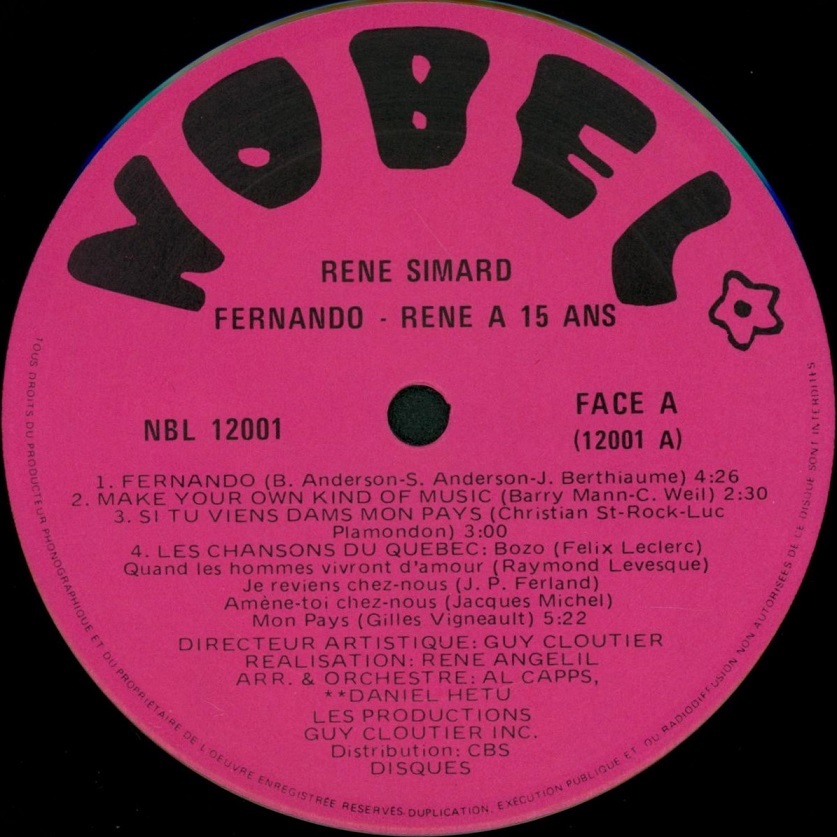 NOBEL
RENE SIMARD
FERNANDO - RENE A 15 ANS
NBL 12001
FACE A
(12001 A)
1. FERNANDO (B. Anderson-S. Anderson-J. Berthiaume) 4:26
2. MAKE YOUR OWN KIND OF MUSIC (Barry Mann-C. Weil) 2:30
3. SI TU VIENS DAMS MON PAYS (Christian St-Rock-Luc
Plamondon) 3:00
4. LES CHANSONS DU QUEBEC: Bozo (Felix Leclerc)
Quand les hommes vivront d'amour (Raymond Levesque)
Je reviens chez-nous (J. P. Ferland)
Amène-toi chez-nous (Jacques Michel)
Mon Pays (Gilles Vigneault) 5:22
DIRECTEUR ARTISTIQUE: GUY CLOUTIER
REALISATION: RENE ANGELIL
ARR. & ORCHESTRE: AL CAPPS,
**DANIEL HETU
LES PRODUCTIONS
GUY CLOUTIER INC.
Distribution: CBS
DISQUES
TOUS DROITS DU PRODUCTEUR PHONOGRAPHIQUE ET DU PROPRIÉTAIRE DE L'OEUVRE ENREGISTRÉE RESERVÉS-DUPLICATION, EXÉCUTION PUBLIQUE ET DU RADIODIFFUSION NON AUTORISÉES DE CE DISQUE SONT INTERDITES